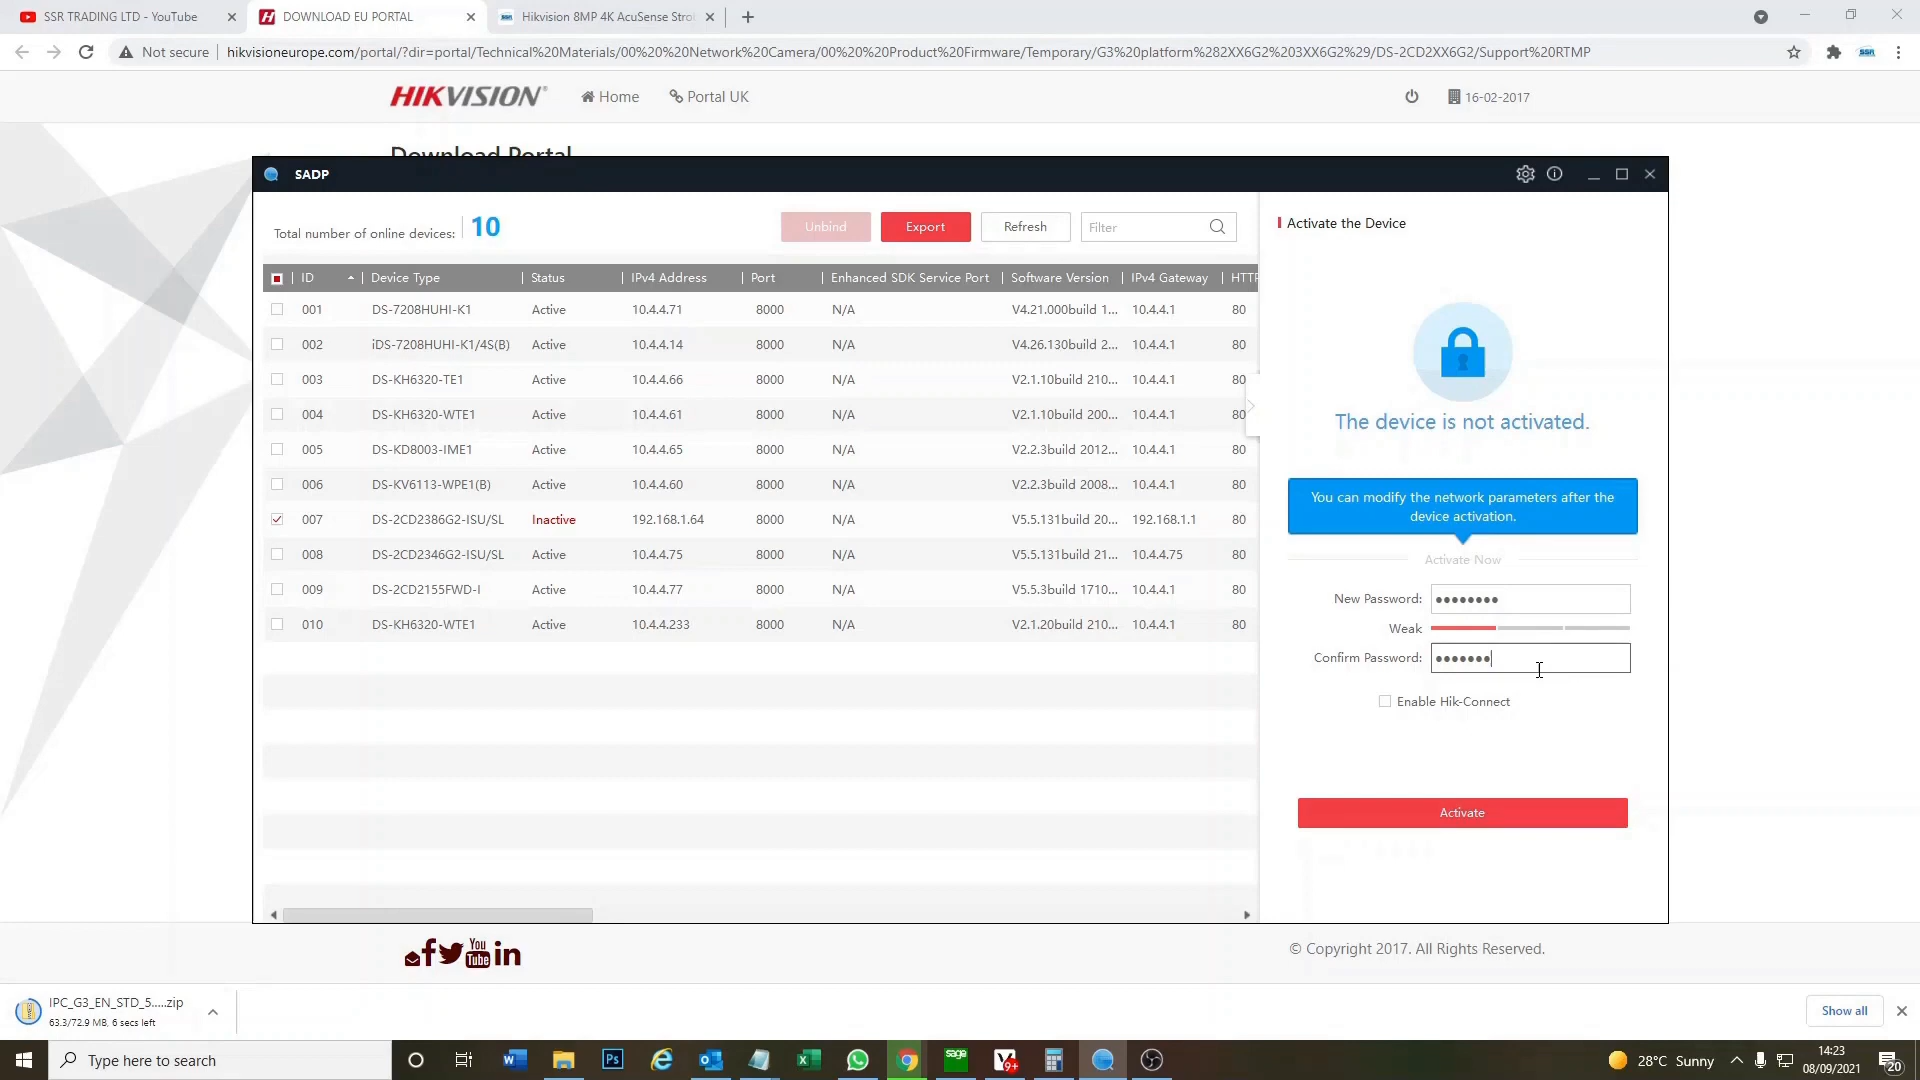 SSR TRADING LTD - YouTube
DOWNLOAD EU PORTAL
Hikvision 8MP 4K AcuSense Stro
Not secure
hikvisioneurope.com/portal/?dir=portal/Technical%20Materials/00%20%20Network%20Camera/00%20%20Product%20Firmware/Temporary/G3%20platform%282XX6G2%203XX6G2%29/DS-2CD2XX6G2/Support%20RTMP
SSR
HIKVISION
Home
Portal UK
16-02-2017
Download Portal
SADP
Total number of online devices: 10
Unbind
Export
Refresh
Filter
ID Device Type Status IPv4 Address Port Enhanced SDK Service Port Software Version IPv4 Gateway HTTP
001 DS-7208HUHI-K1 Active 10.4.4.71 8000 N/A V4.21.000build 1... 10.4.4.1 80
002 iDS-7208HUHI-K1/4S(B) Active 10.4.4.14 8000 N/A V4.26.130build 2... 10.4.4.1 80
003 DS-KH6320-TE1 Active 10.4.4.66 8000 N/A V2.1.10build 210... 10.4.4.1 80
004 DS-KH6320-WTE1 Active 10.4.4.61 8000 N/A V2.1.10build 200... 10.4.4.1 80
005 DS-KD8003-IME1 Active 10.4.4.65 8000 N/A V2.2.3build 2012... 10.4.4.1 80
006 DS-KV6113-WPE1(B) Active 10.4.4.60 8000 N/A V2.2.3build 2008... 10.4.4.1 80
007 DS-2CD2386G2-ISU/SL Inactive 192.168.1.64 8000 N/A V5.5.131build 20... 192.168.1.1 80
008 DS-2CD2346G2-ISU/SL Active 10.4.4.75 8000 N/A V5.5.131build 21... 10.4.4.75 80
009 DS-2CD2155FWD-I Active 10.4.4.77 8000 N/A V5.5.3build 1710... 10.4.4.1 80
010 DS-KH6320-WTE1 Active 10.4.4.233 8000 N/A V2.1.20build 210... 10.4.4.1 80
Activate the Device
The device is not activated.
You can modify the network parameters after the
device activation.
Activate Now
New Password: ●●●●●●●●
Weak
Confirm Password: ●●●●●●●
Enable Hik-Connect
Activate
You
Tube
in
© Copyright 2017. All Rights Reserved.
IPC_G3_EN_STD_5.....zip
63.3/72.9 MB, 6 secs left
Show all
Type here to search
Ps
sage
9+
28°C Sunny
14:23
08/09/2021
20